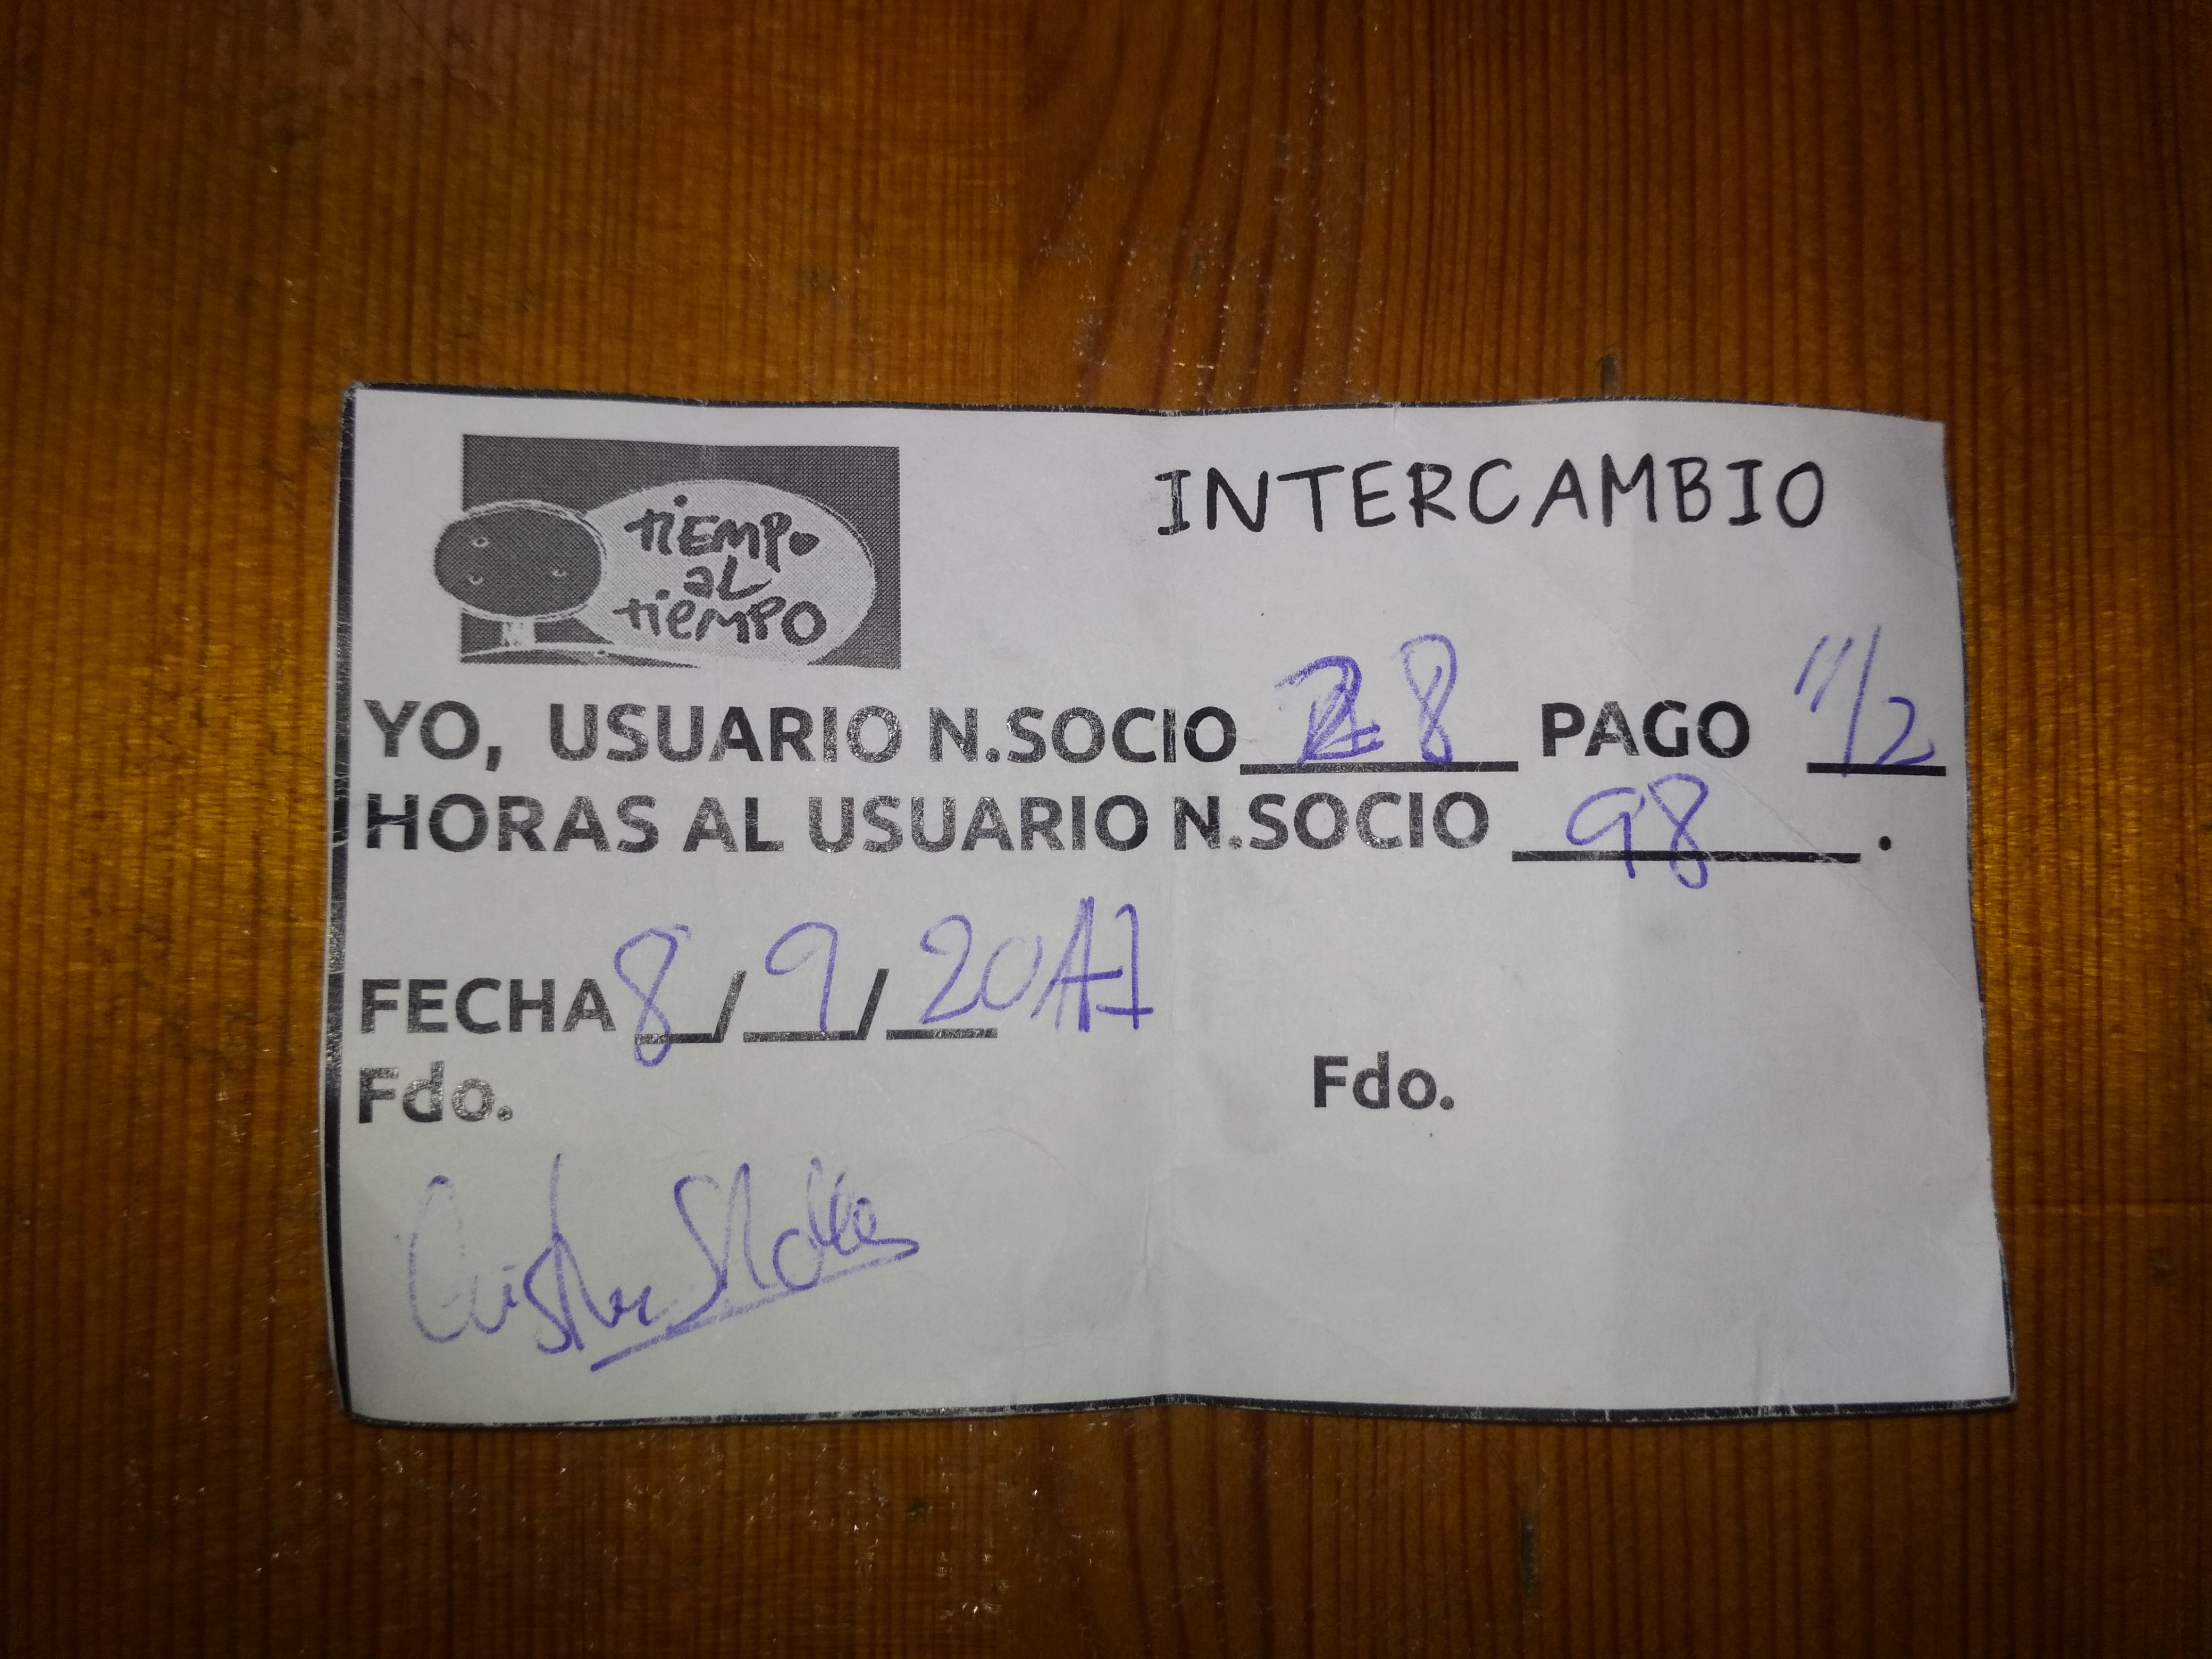 tiempo
al
tiempo
INTERCAMBIO
YO, USUARIO N.SOCIO 28 PAGO 1 1/2
HORAS AL USUARIO N.SOCIO 98.
FECHA 8/9/2017
Fdo. Fdo.